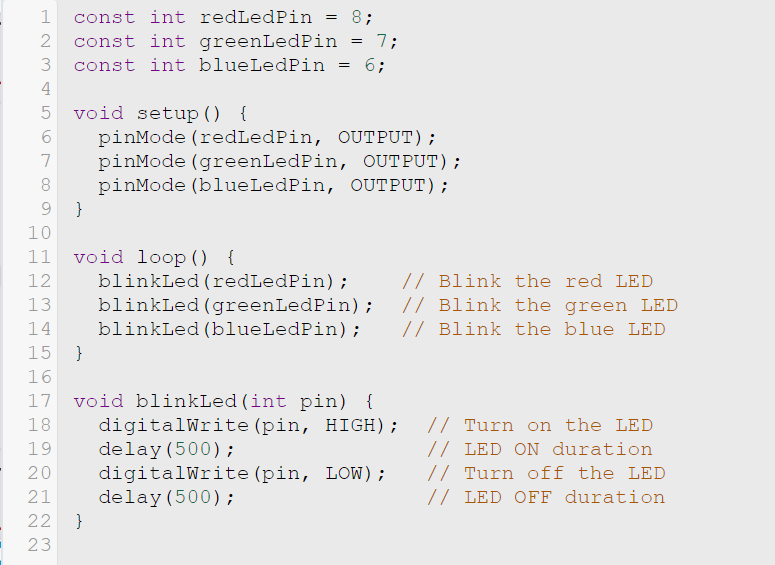 1 const int redLedPin = 8;
2 const int greenLedPin = 7;
3 const int blueLedPin = 6;
4
5 void setup() {
6   pinMode(redLedPin, OUTPUT);
7   pinMode(greenLedPin, OUTPUT);
8   pinMode(blueLedPin, OUTPUT);
9 }
10
11 void loop() {
12   blinkLed(redLedPin);    // Blink the red LED
13   blinkLed(greenLedPin);  // Blink the green LED
14   blinkLed(blueLedPin);   // Blink the blue LED
15 }
16
17 void blinkLed(int pin) {
18   digitalWrite(pin, HIGH);  // Turn on the LED
19   delay(500);               // LED ON duration
20   digitalWrite(pin, LOW);   // Turn off the LED
21   delay(500);               // LED OFF duration
22 }
23